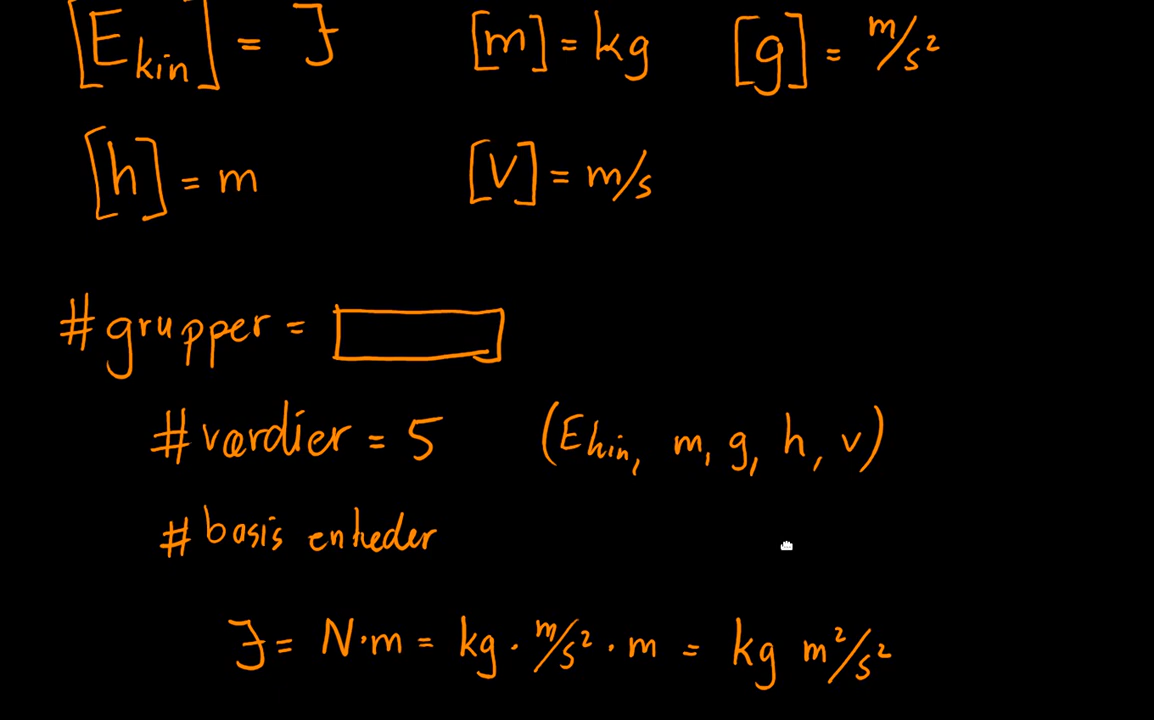 [E_kin] = J [m] = kg [g] = m/s²
[h] = m [v] = m/s
#grupper =
#værdier = 5 (E_kin, m, g, h, v)
# basis enheder
J = N·m = kg · m/s² · m = kg m²/s²